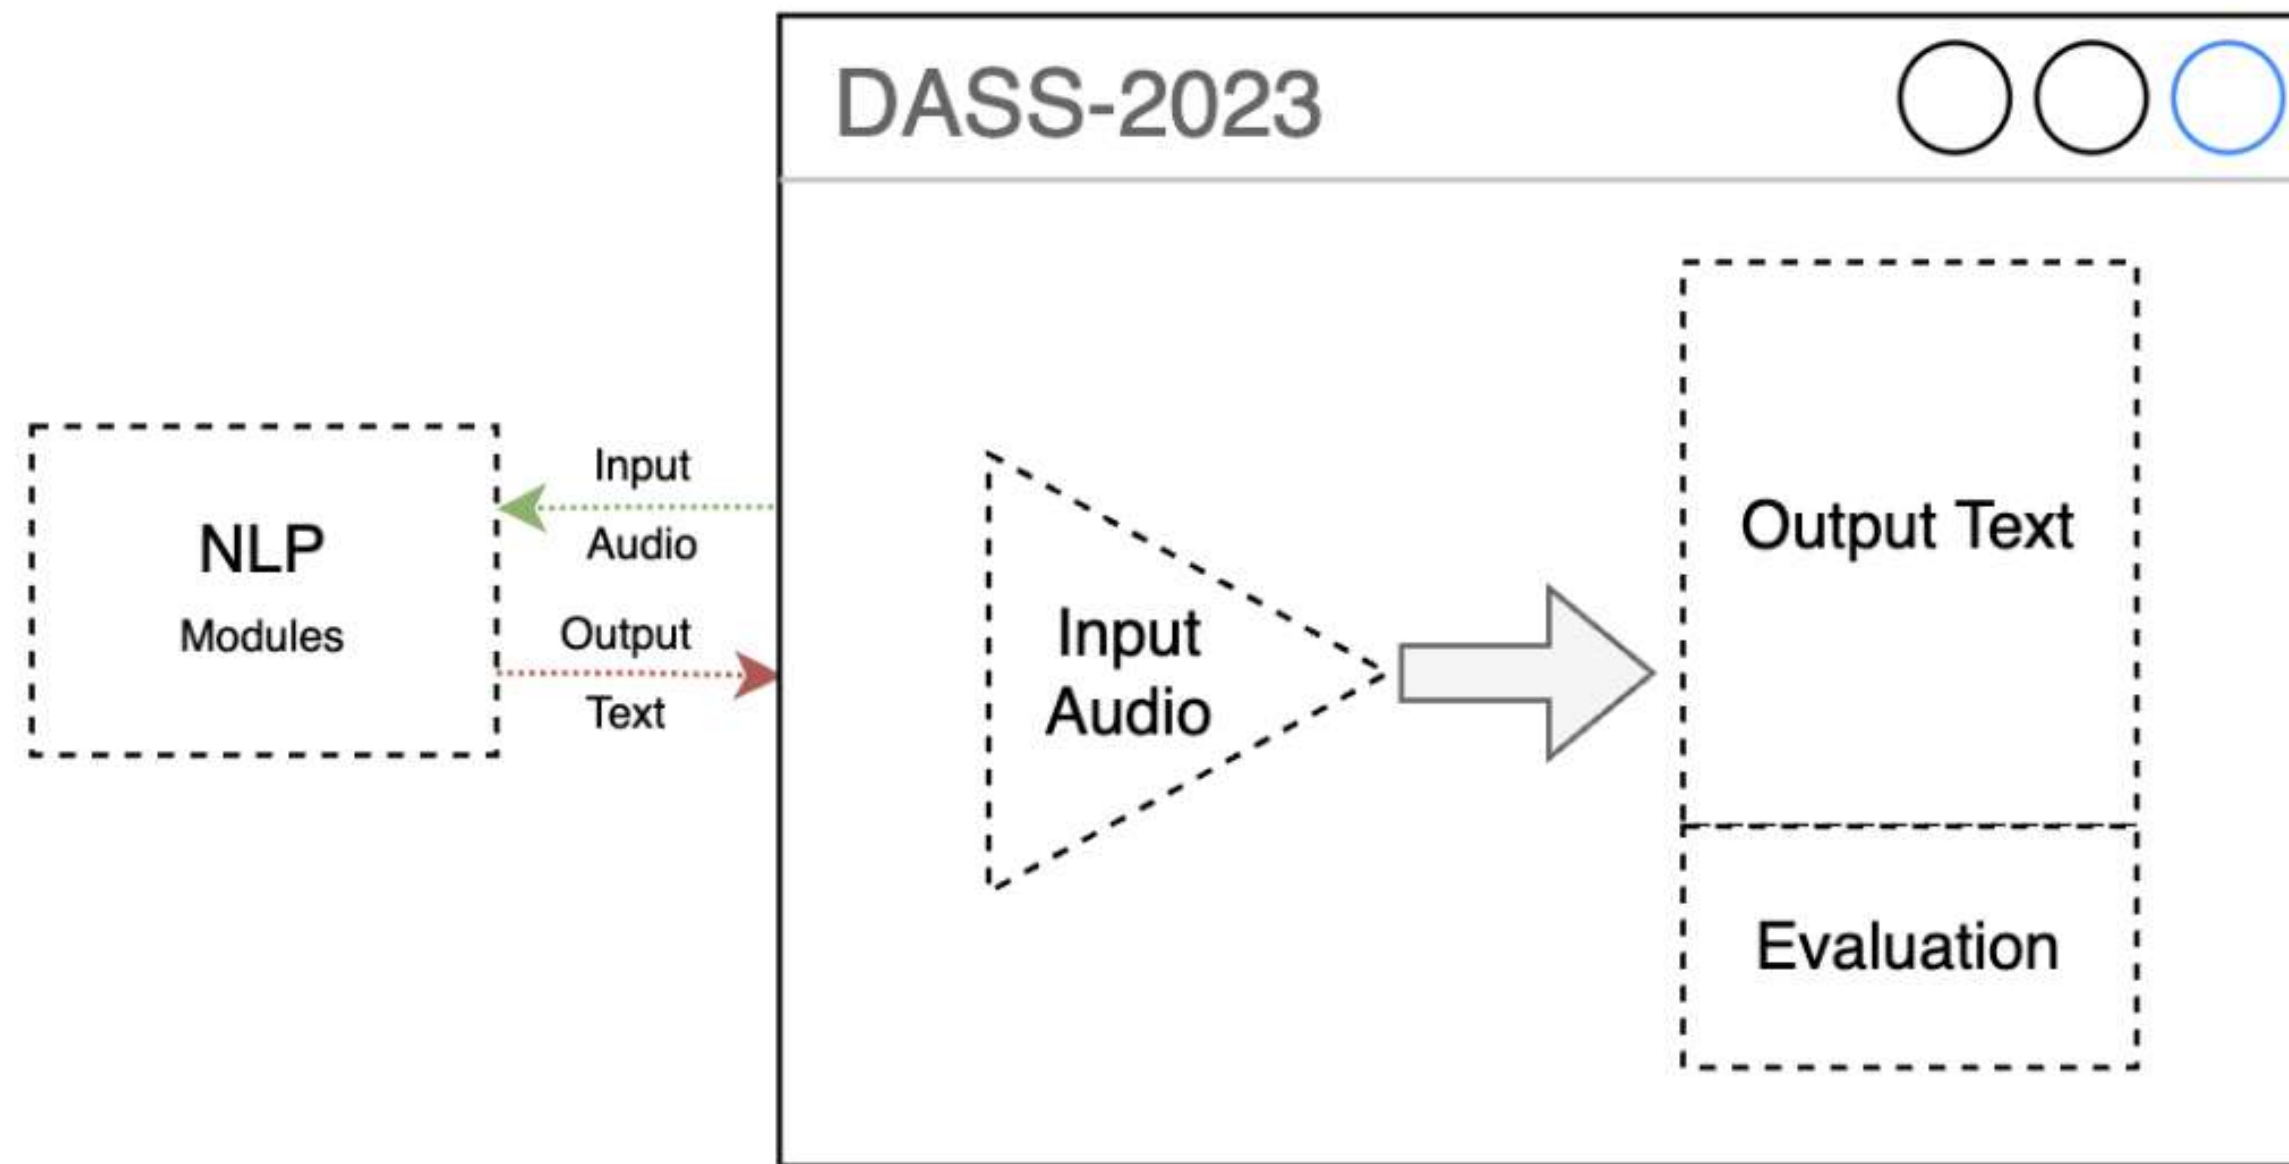 DASS-2023
NLP
Modules
Input
Audio
Output
Text
Input
Audio
Output Text
Evaluation